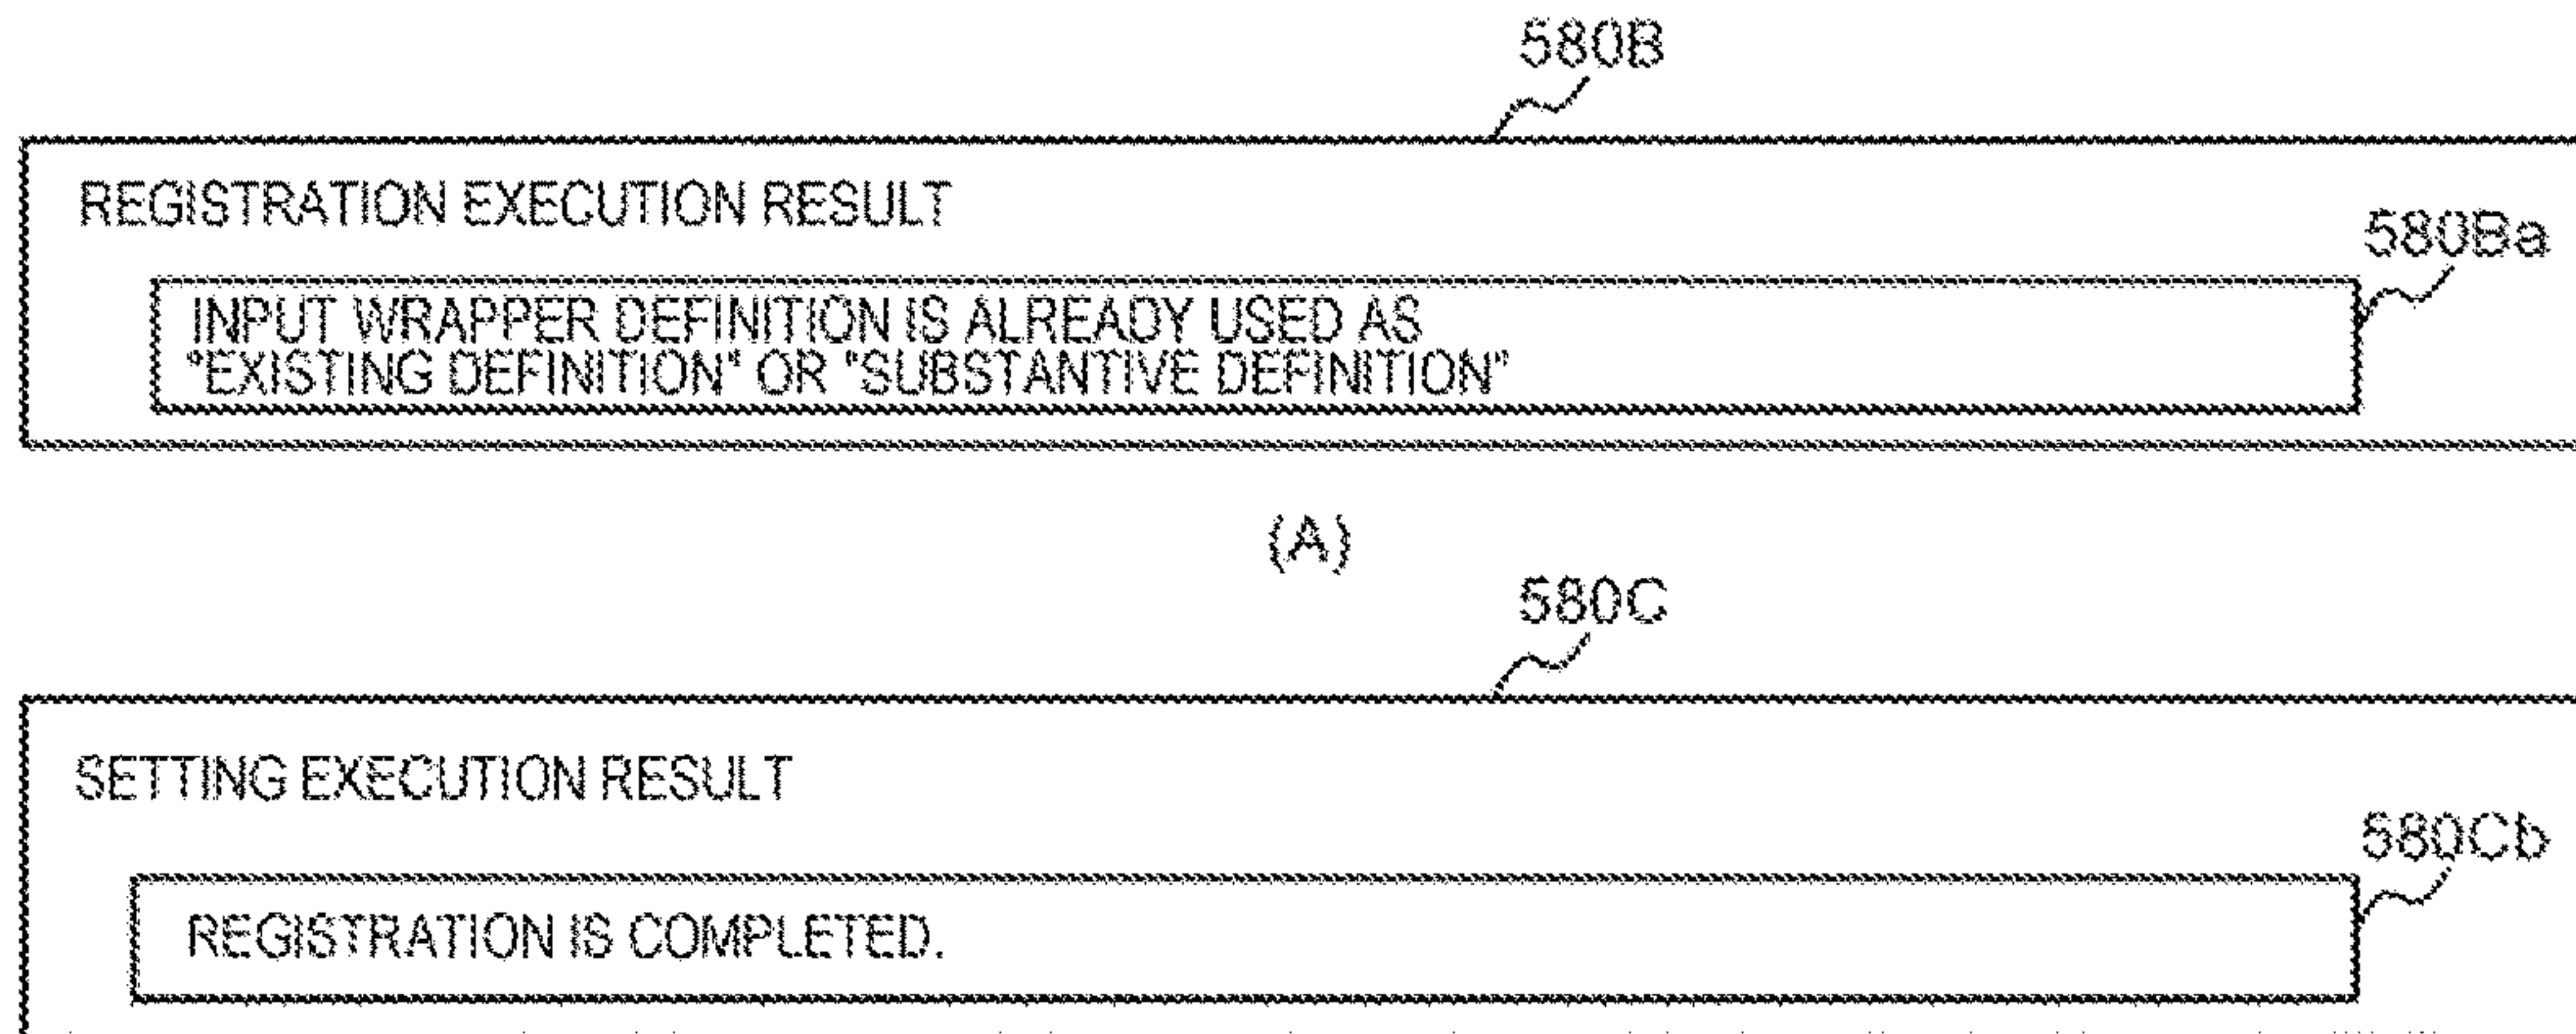 580B
REGISTRATION EXECUTION RESULT
580Ba
INPUT WRAPPER DEFINITION IS ALREADY USED AS
"EXISTING DEFINITION" OR "SUBSTANTIVE DEFINITION"
(A)
580C
SETTING EXECUTION RESULT
580Cb
REGISTRATION IS COMPLETED.